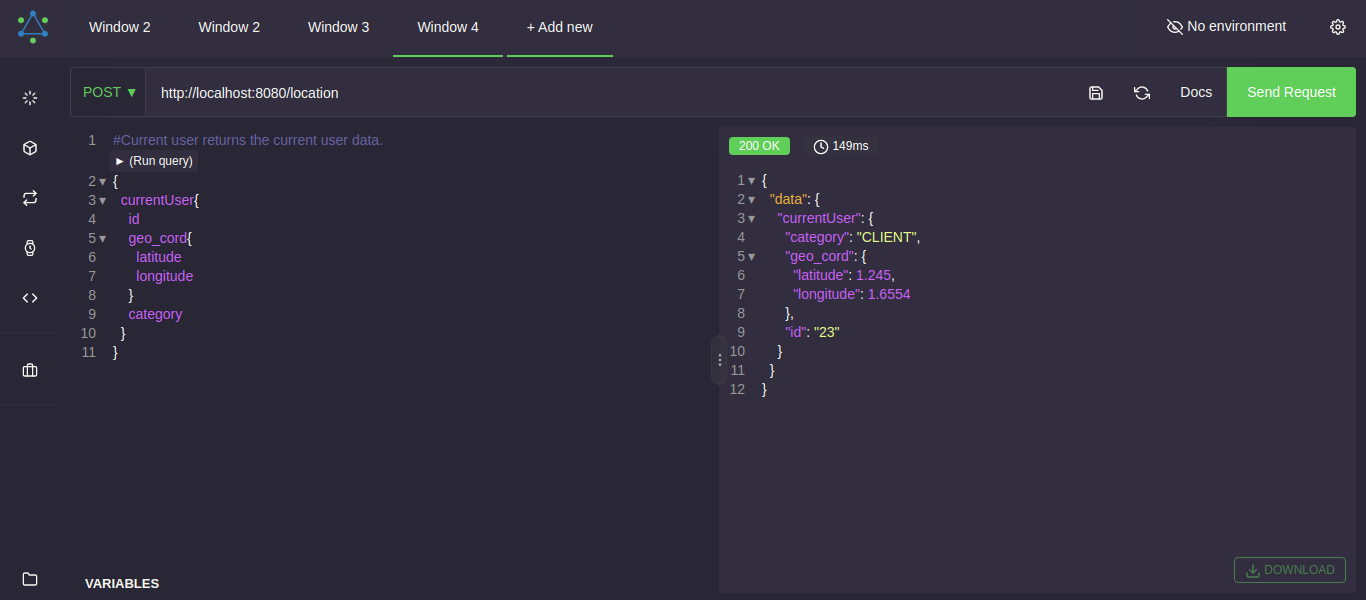 Window 2 Window 2 Window 3 Window 4 + Add new No environment
POST ▼ http://localhost:8080/location Docs Send Request
1 #Current user returns the current user data.
► (Run query)
2 ▾ {
3 ▾ currentUser{
4 id
5 ▾ geo_cord{
6 latitude
7 longitude
8 }
9 category
10 }
11 }
VARIABLES
200 OK 149ms
1 ▾ {
2 ▾ "data": {
3 ▾ "currentUser": {
4 "category": "CLIENT",
5 ▾ "geo_cord": {
6 "latitude": 1.245,
7 "longitude": 1.6554
8 },
9 "id": "23"
10 }
11 }
12 }
DOWNLOAD